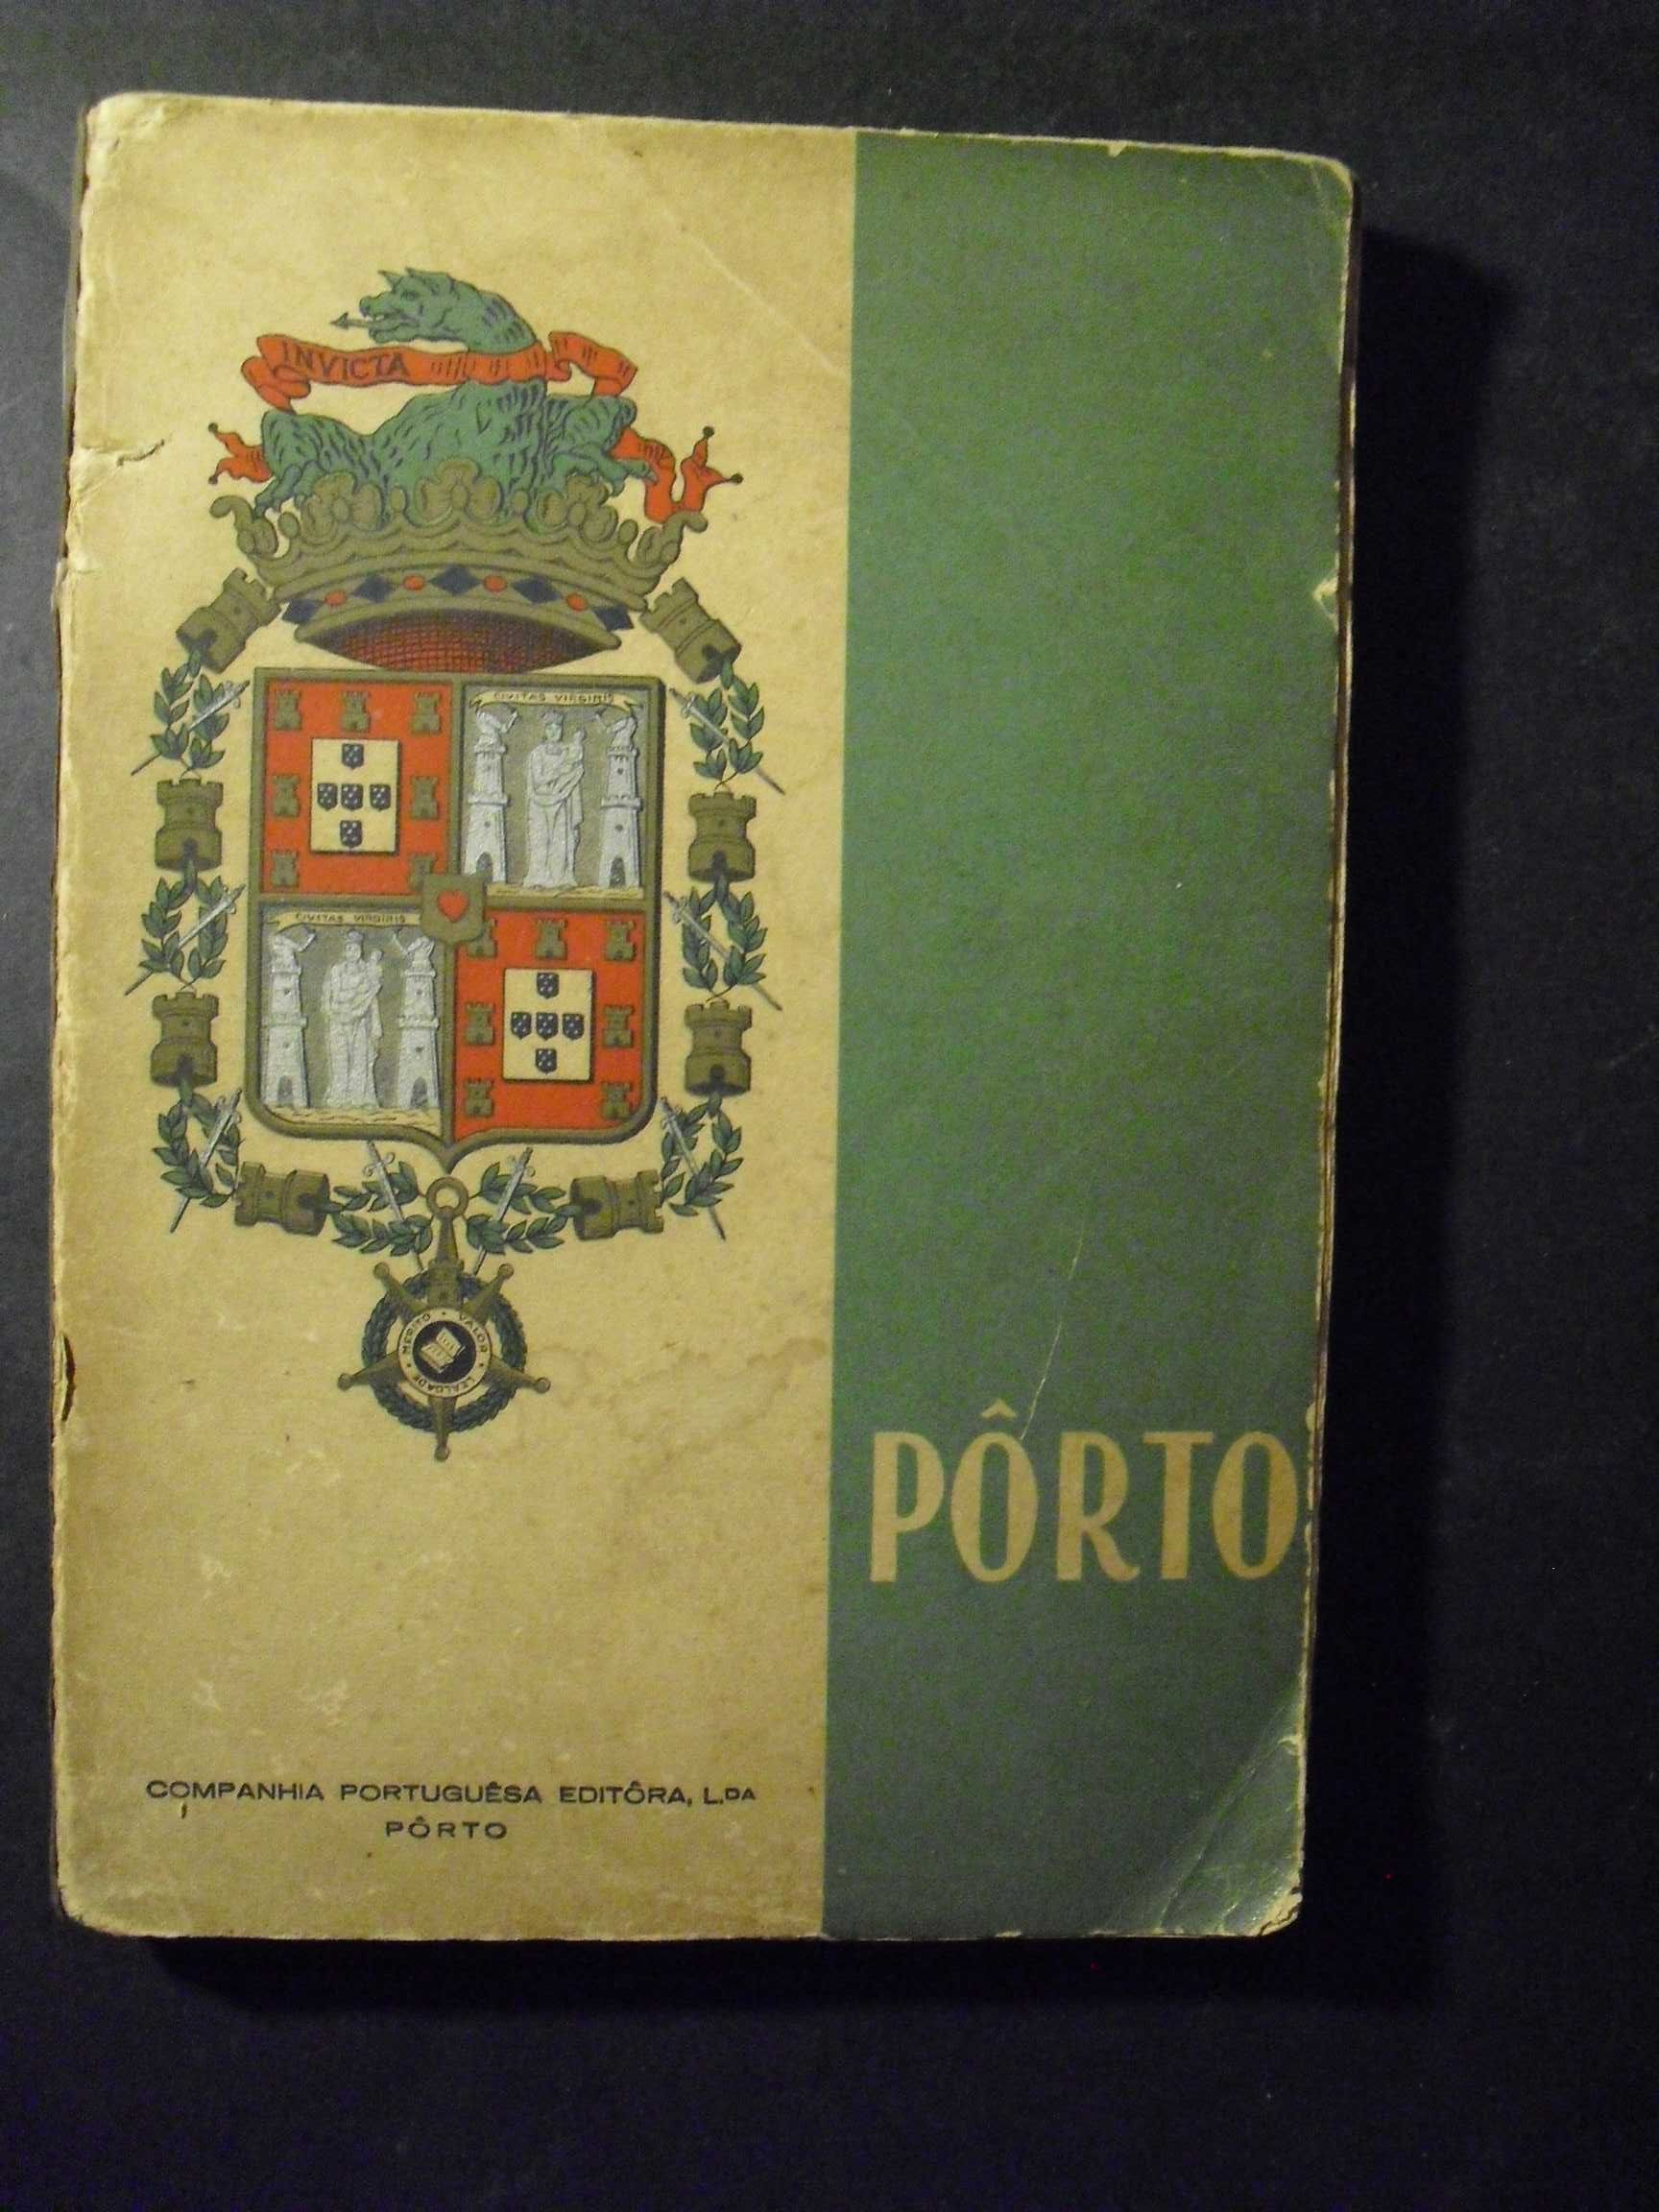 INVICTA
CIVITAS VIRGINIS
CIVITAS VIRGINIS
MERITO • VALOR • LEALDADE •
PÔRTO
COMPANHIA PORTUGUÊSA EDITÔRA, L.DA
PÔRTO